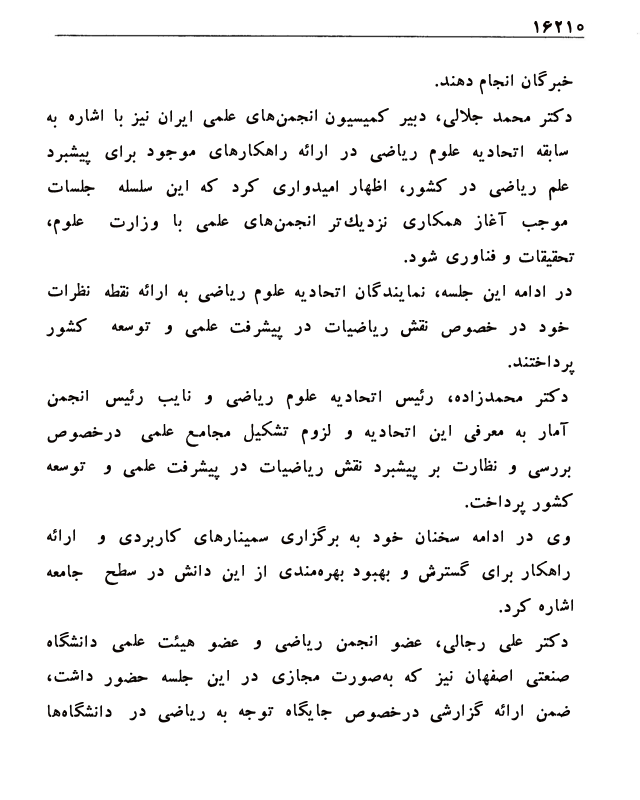 ۱۶۲۱۰
خبرگان انجام دهند.
دکتر محمد جلالی، دبیر کمیسیون انجمن‌های علمی ایران نیز با اشاره به
سابقه اتحادیه علوم ریاضی در ارائه راهکارهای موجود برای پیشبرد
علم ریاضی در کشور، اظهار امیدواری کرد که این سلسله جلسات
موجب آغاز همکاری نزدیك‌تر انجمن‌های علمی با وزارت علوم،
تحقیقات و فناوری شود.
در ادامه این جلسه، نمایندگان اتحادیه علوم ریاضی به ارائه نقطه نظرات
خود در خصوص نقش ریاضیات در پیشرفت علمی و توسعه کشور
پرداختند.
دکتر محمدزاده، رئیس اتحادیه علوم ریاضی و نایب رئیس انجمن
آمار به معرفی این اتحادیه و لزوم تشکیل مجامع علمی درخصوص
بررسی و نظارت بر پیشبرد نقش ریاضیات در پیشرفت علمی و توسعه
کشور پرداخت.
وی در ادامه سخنان خود به برگزاری سمینارهای کاربردی و ارائه
راهکار برای گسترش و بهبود بهره‌مندی از این دانش در سطح جامعه
اشاره کرد.
دکتر علی رجالی، عضو انجمن ریاضی و عضو هیئت علمی دانشگاه
صنعتی اصفهان نیز که به‌صورت مجازی در این جلسه حضور داشت،
ضمن ارائه گزارشی درخصوص جایگاه توجه به ریاضی در دانشگاه‌ها